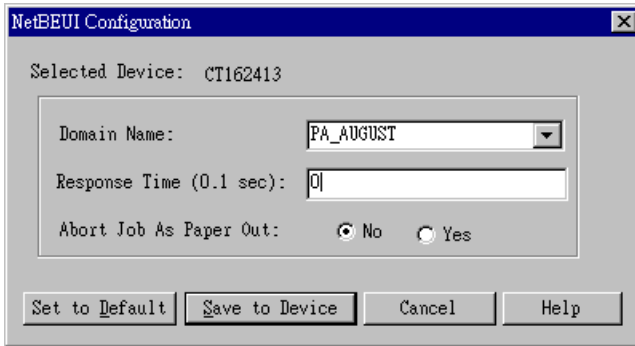 NetBEUI Configuration
Selected Device: CT162413
Domain Name: PA_AUGUST
Response Time (0.1 sec): 0
Abort Job As Paper Out: No Yes
Set to Default Save to Device Cancel Help